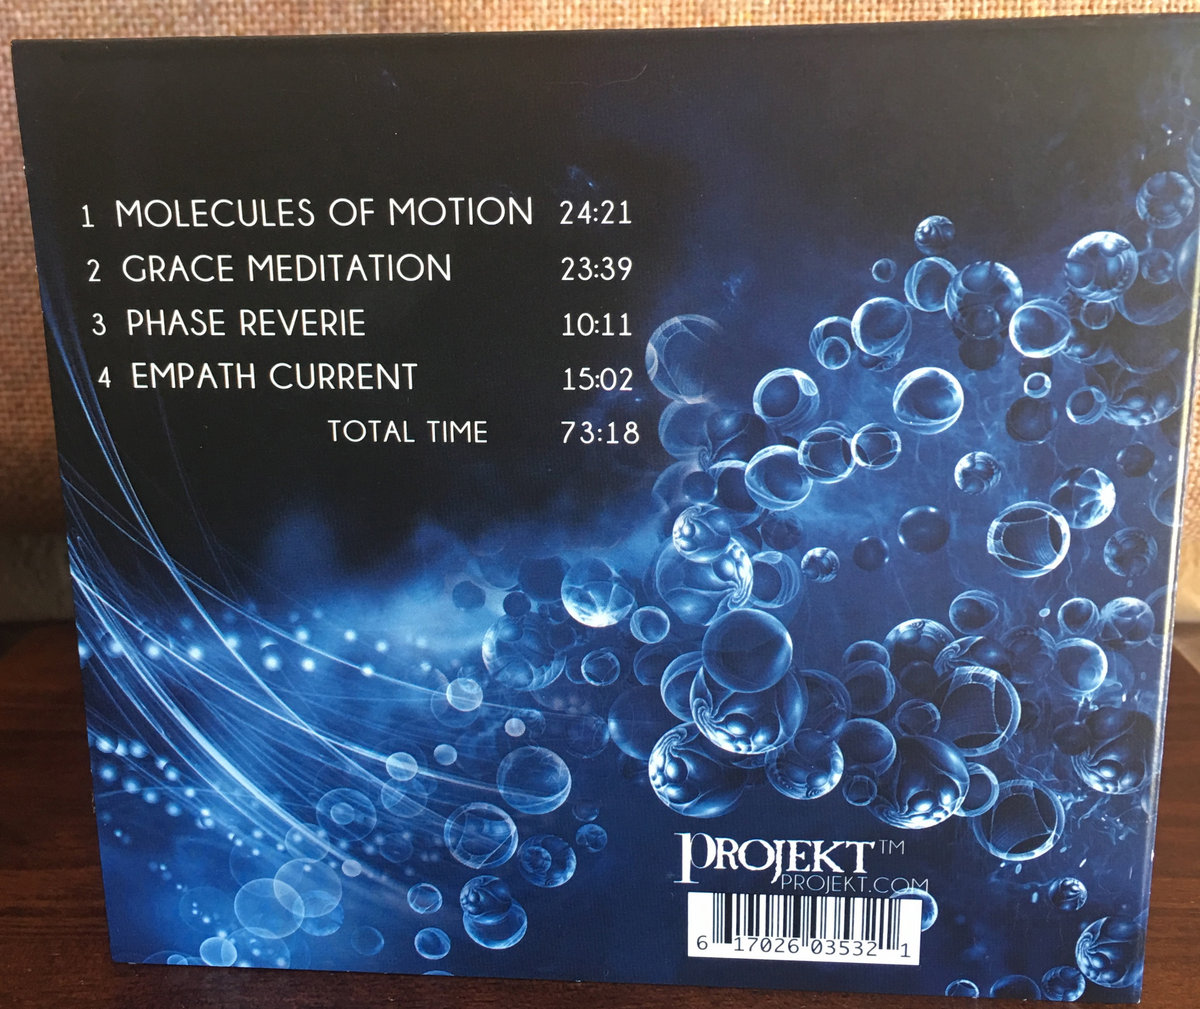 1 MOLECULES OF MOTION 24:21
2 GRACE MEDITATION 23:39
3 PHASE REVERIE 10:11
4 EMPATH CURRENT 15:02
TOTAL TIME 73:18
PROJEKT™
PROJEKT.COM
6 17026 03532 1